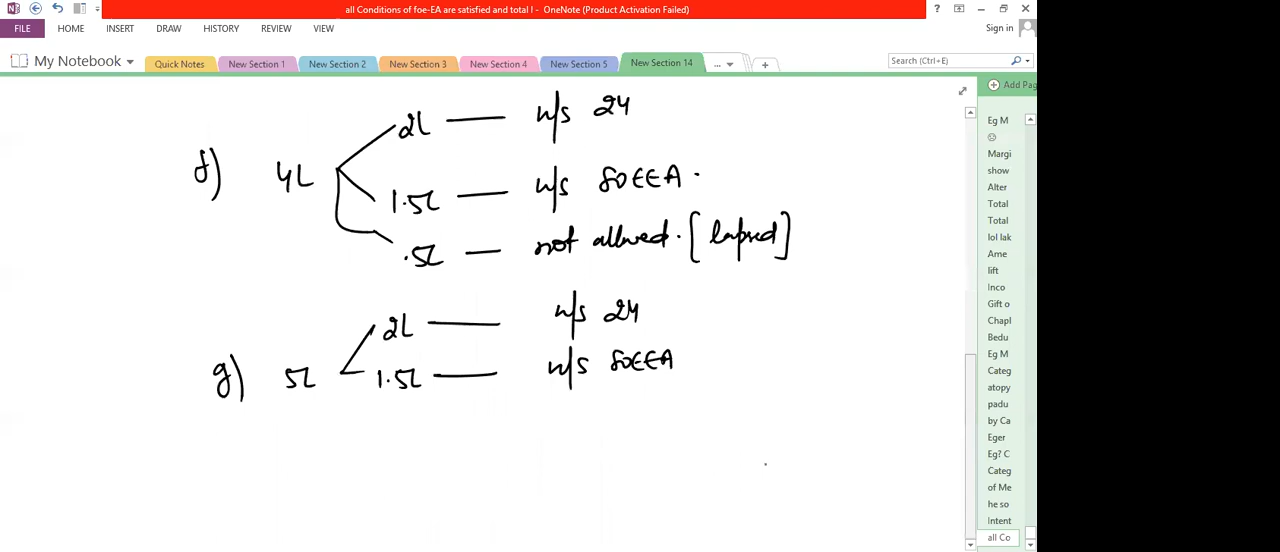 all Conditions of foe-EA are satisfied and total l - OneNote (Product Activation Failed)
Sign in
FILE HOME INSERT DRAW HISTORY REVIEW VIEW
My Notebook Quick Notes New Section 1 New Section 2 New Section 3 New Section 4 New Section 5 New Section 14 ... Search (Ctrl+E)
Add Pag
Eg M
☹
Margi
show
Alter
Total
Total
lol lak
Ame
lift
Inco
Gift o
Chapl
Bedu
Eg M
Categ
atopy
padu
by Ca
Eger
Eg? C
Categ
of Me
he so
Intent
all Co
f) 4L
2L — u/s 24
1.5L — u/s 80EEA.
.5L — not allowed. [lapsed]
g) 5L
2L — u/s 24
1.5L — u/s 80EEA